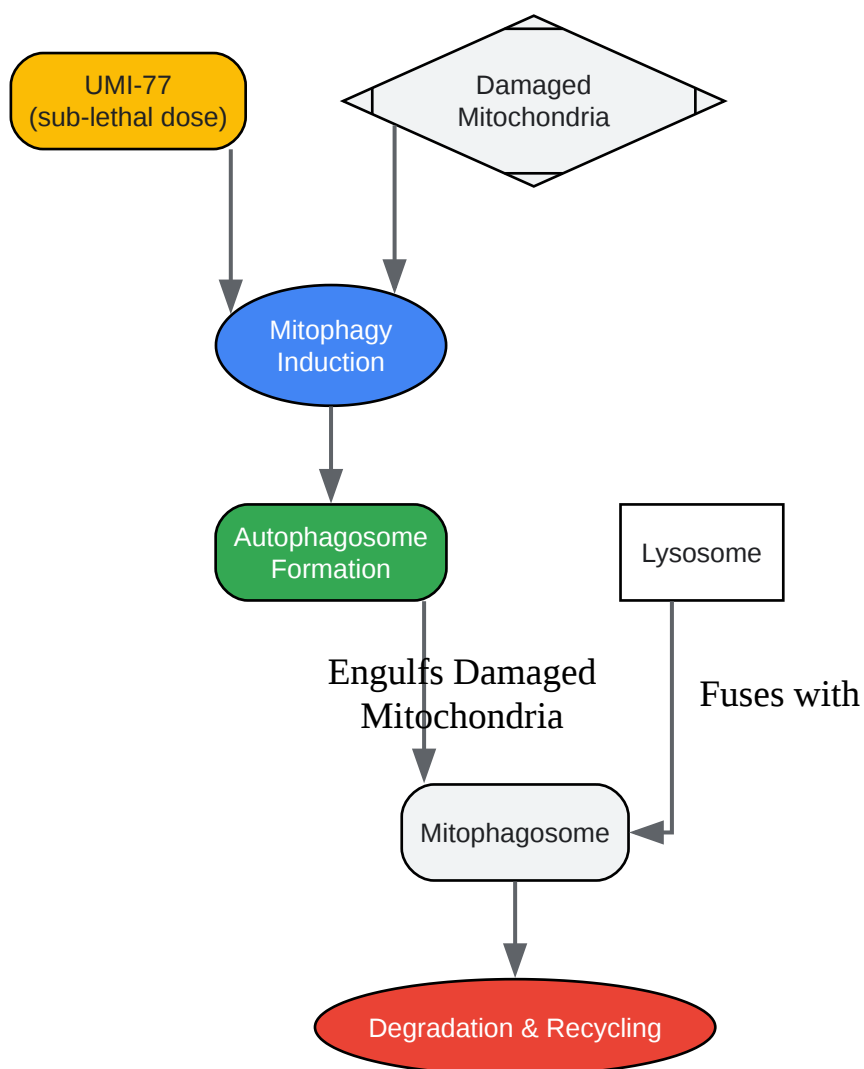 UMI-77
(sub-lethal dose)
Damaged
Mitochondria
Mitophagy
Induction
Autophagosome
Formation
Lysosome
Engulfs Damaged
Mitochondria
Fuses with
Mitophagosome
Degradation & Recycling